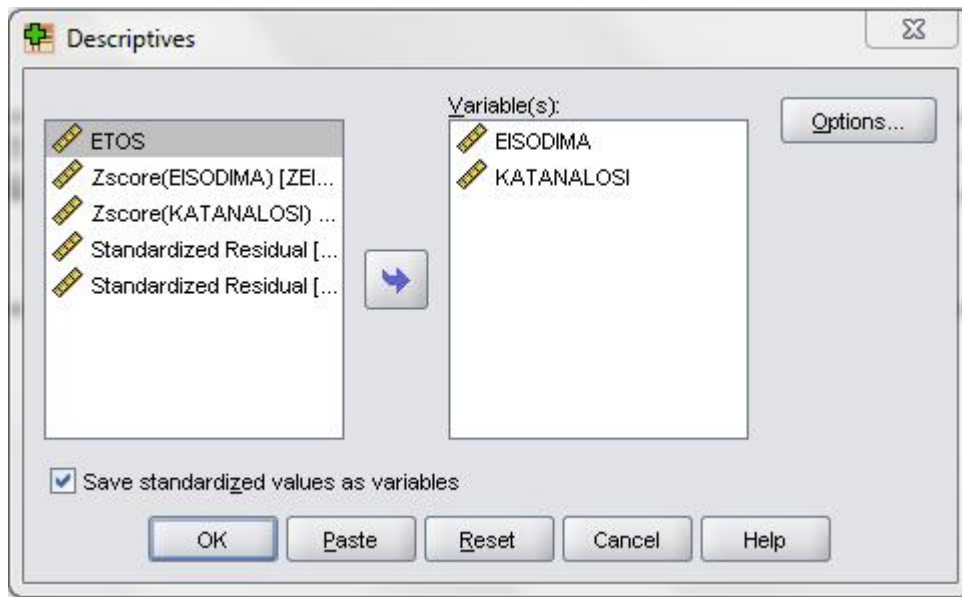 Descriptives
ETOS
Zscore(EISODIMA) [ZEI...
Zscore(KATANALOSI) ...
Standardized Residual [...
Standardized Residual [...
Variable(s):
EISODIMA
KATANALOSI
Options...
Save standardized values as variables
OK
Paste
Reset
Cancel
Help